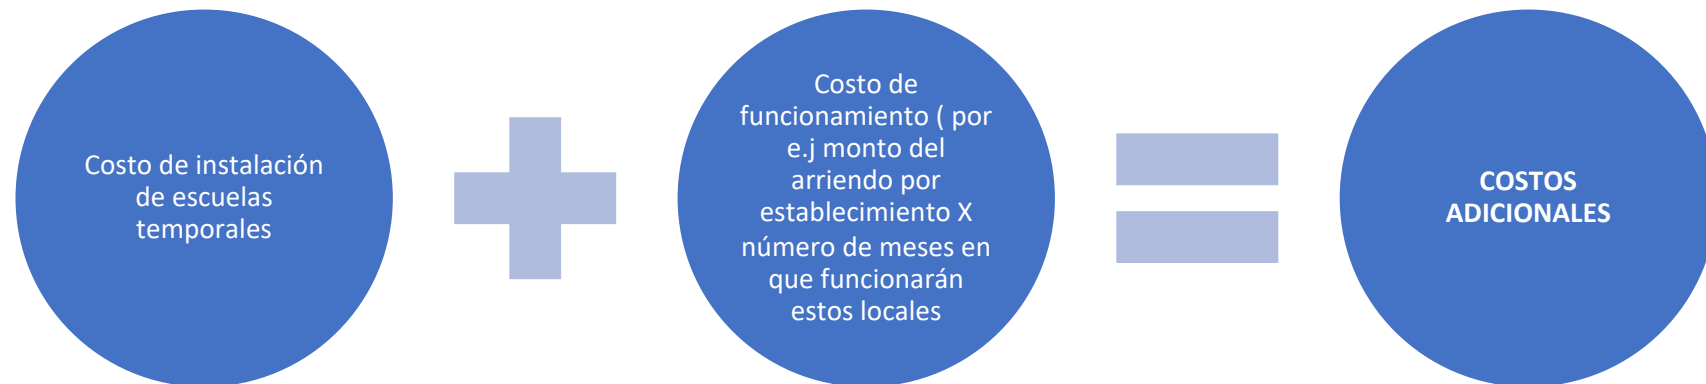 Costo de instalación
de escuelas
temporales
Costo de
funcionamiento ( por
e.j monto del
arriendo por
establecimiento X
número de meses en
que funcionarán
estos locales
COSTOS
ADICIONALES